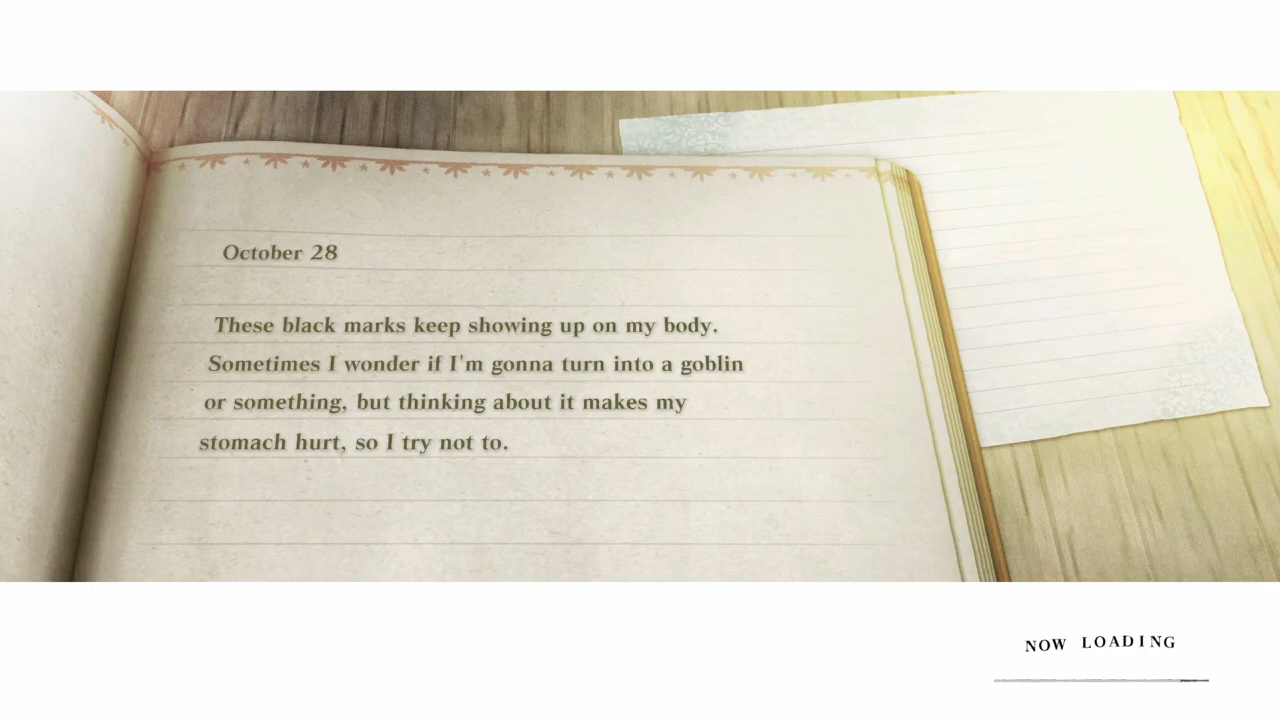 October 28
These black marks keep showing up on my body.
Sometimes I wonder if I'm gonna turn into a goblin
or something, but thinking about it makes my
stomach hurt, so I try not to.
NOW LOADING